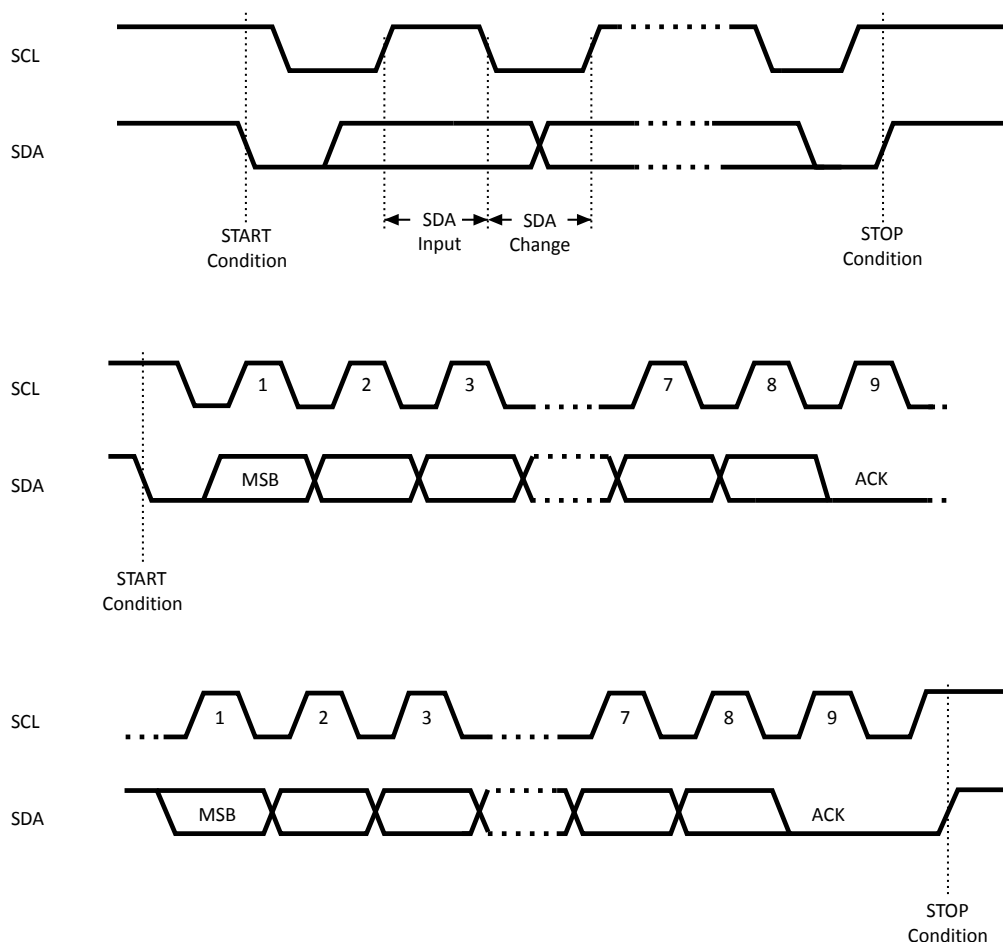 SCL
SDA
SDA
Input
SDA
Change
START
Condition
STOP
Condition
SCL
1 2 3 7 8 9
SDA
MSB
ACK
START
Condition
SCL
1 2 3 7 8 9
SDA
MSB
ACK
STOP
Condition